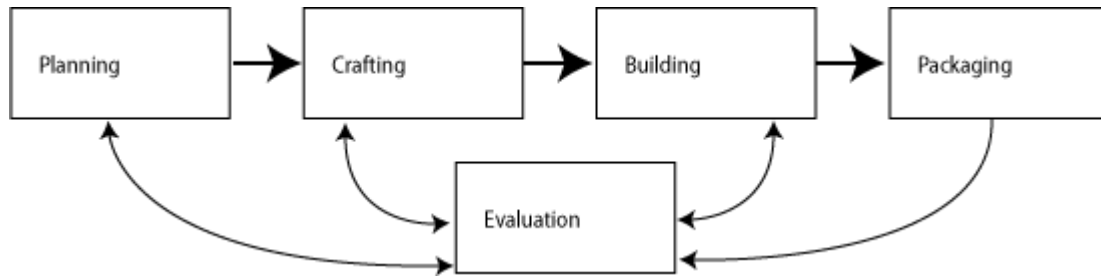 Planning
Crafting
Building
Packaging
Evaluation